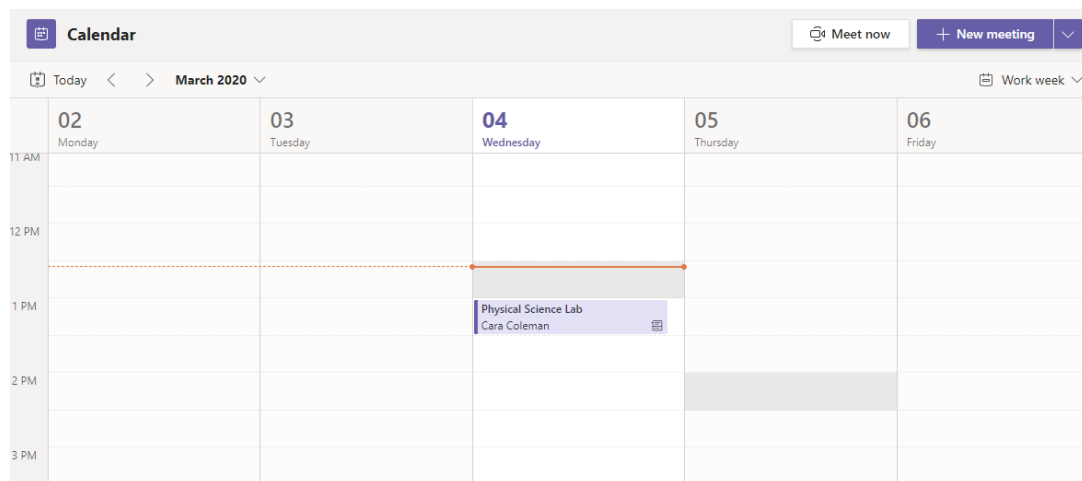 Calendar
Meet now
New meeting
Today
March 2020
Work week
02
Monday
03
Tuesday
04
Wednesday
05
Thursday
06
Friday
11 AM
12 PM
1 PM
Physical Science Lab
Cara Coleman
2 PM
3 PM